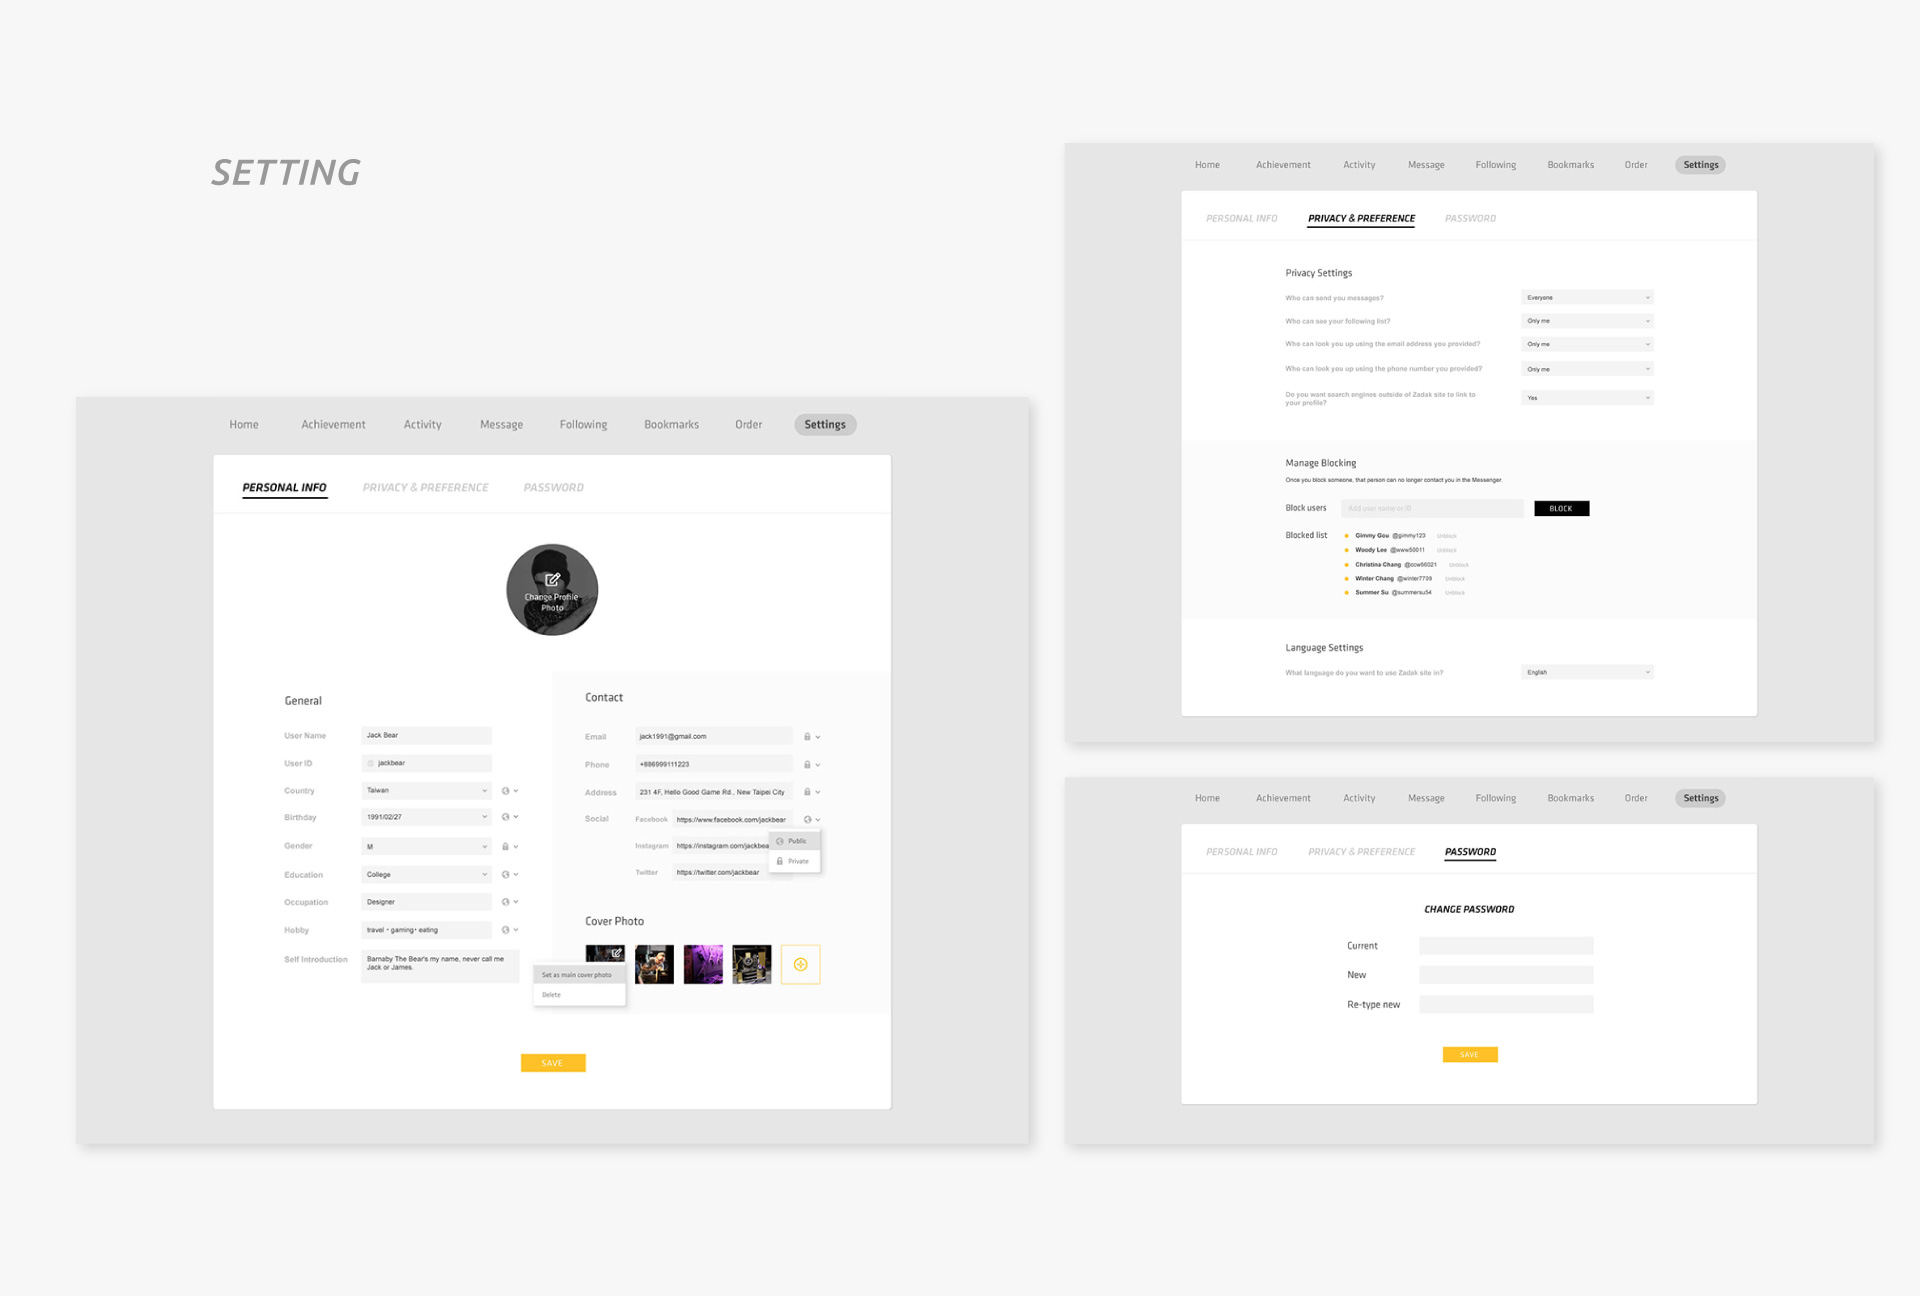 SETTING
Home Achievement Activity Message Following Bookmarks Order Settings
PERSONAL INFO PRIVACY & PREFERENCE PASSWORD
Change Profile
Photo
General
User Name Jack Bear
User ID @ jackbear
Country Taiwan
Birthday 1991/02/27
Gender M
Education College
Occupation Designer
Hobby travel・gaming・eating
Self Introduction Barnaby The Bear's my name, never call me
Jack or James.
Contact
Email jack1991@gmail.com
Phone +886999111223
Address 231 4F, Hello Good Game Rd., New Taipei City
Social Facebook https://www.facebook.com/jackbear
Instagram https://instagram.com/jackbea
Twitter https://twitter.com/jackbear
Public
Private
Cover Photo
Set as main cover photo
Delete
SAVE
Home Achievement Activity Message Following Bookmarks Order Settings
PERSONAL INFO PRIVACY & PREFERENCE PASSWORD
Privacy Settings
Who can send you messages? Everyone
Who can see your following list? Only me
Who can look you up using the email address you provided? Only me
Who can look you up using the phone number you provided? Only me
Do you want search engines outside of Zadak site to link to
your profile? Yes
Manage Blocking
Once you block someone, that person can no longer contact you in the Messenger.
Block users Add user name or ID BLOCK
Blocked list Gimmy Gou @gimmy123 Unblock
Woody Lee @www50011 Unblock
Christina Chang @ccw66021 Unblock
Winter Chang @winter7709 Unblock
Summer Su @summersu54 Unblock
Language Settings
What language do you want to use Zadak site in? English
Home Achievement Activity Message Following Bookmarks Order Settings
PERSONAL INFO PRIVACY & PREFERENCE PASSWORD
CHANGE PASSWORD
Current
New
Re-type new
SAVE